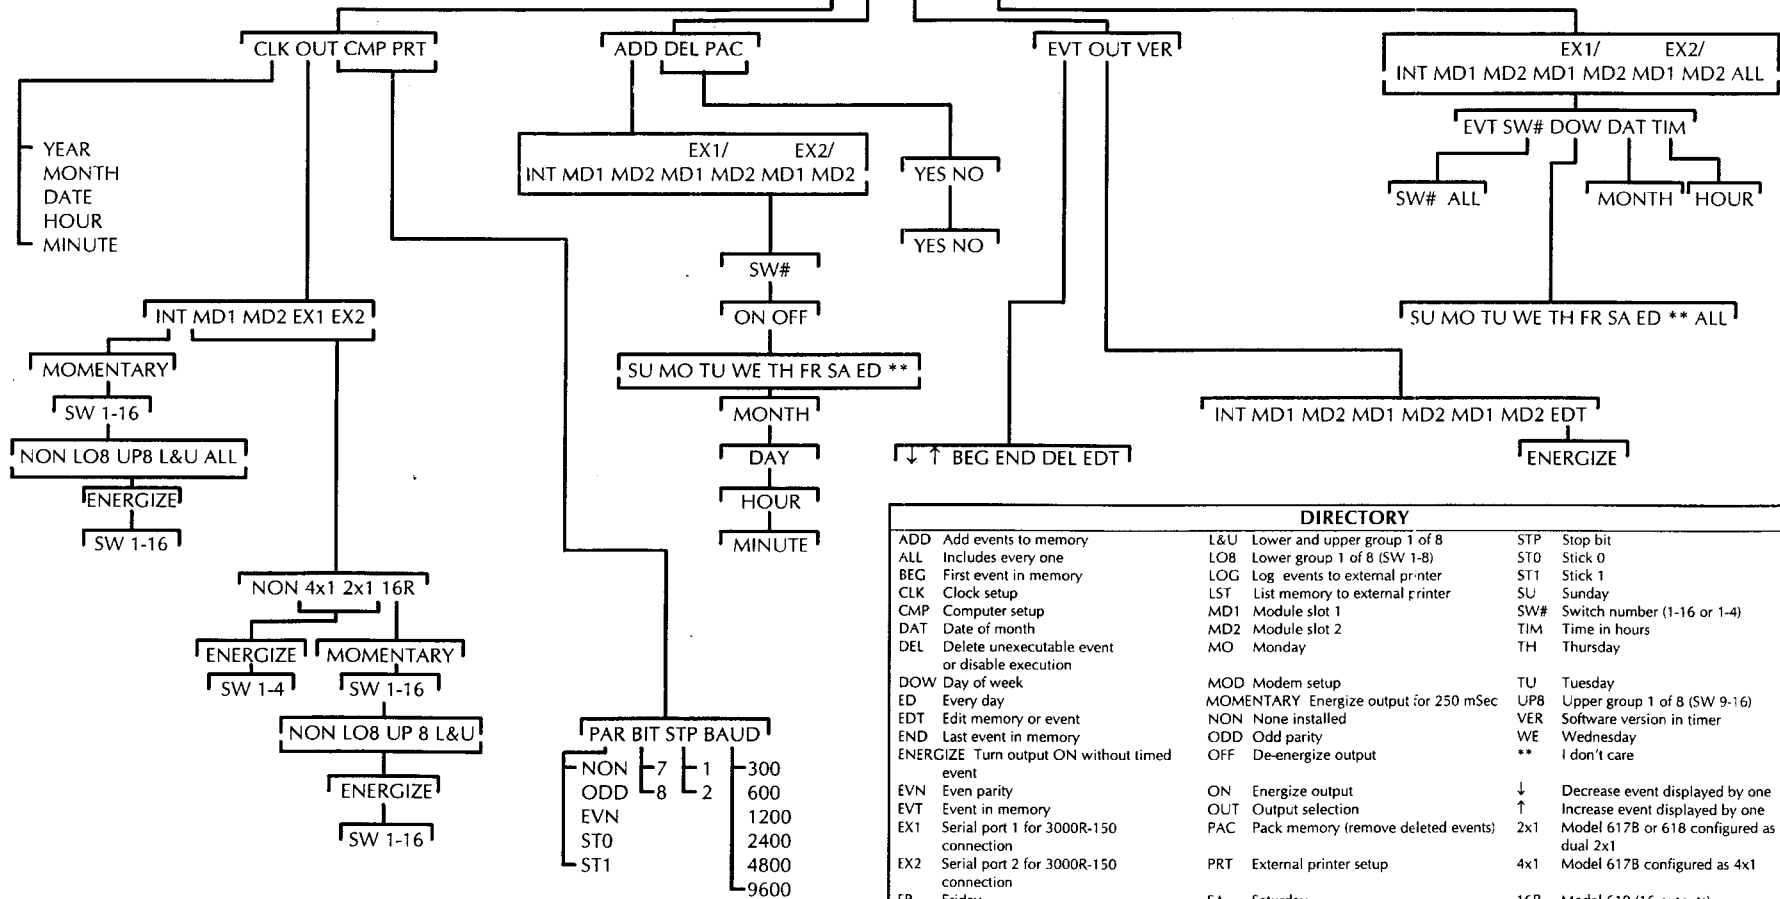 CLK OUT CMP PRT
YEAR
MONTH
DATE
HOUR
MINUTE
INT MD1 MD2 EX1 EX2
MOMENTARY
SW 1-16
NON LO8 UP8 L&U ALL
ENERGIZE
SW 1-16
NON 4x1 2x1 16R
ENERGIZE
SW 1-4
MOMENTARY
SW 1-16
NON LO8 UP 8 L&U
ENERGIZE
SW 1-16
PAR BIT STP BAUD
NON 7 1 300
ODD 8 2 600
EVN 1200
ST0 2400
ST1 4800
9600
ADD DEL PAC
EX1/ EX2/
INT MD1 MD2 MD1 MD2 MD1 MD2
SW#
ON OFF
SU MO TU WE TH FR SA ED **
MONTH
DAY
HOUR
MINUTE
YES NO
YES NO
EVT OUT VER
↓ ↑ BEG END DEL EDT
INT MD1 MD2 MD1 MD2 MD1 MD2 EDT
ENERGIZE
EX1/ EX2/
INT MD1 MD2 MD1 MD2 MD1 MD2 ALL
EVT SW# DOW DAT TIM
SW# ALL
MONTH HOUR
SU MO TU WE TH FR SA ED ** ALL
DIRECTORY
ADD Add events to memory
ALL Includes every one
BEG First event in memory
CLK Clock setup
CMP Computer setup
DAT Date of month
DEL Delete unexecutable event
or disable execution
DOW Day of week
ED Every day
EDT Edit memory or event
END Last event in memory
ENERGIZE Turn output ON without timed
event
EVN Even parity
EVT Event in memory
EX1 Serial port 1 for 3000R-150
connection
EX2 Serial port 2 for 3000R-150
connection
FR Friday
L&U Lower and upper group 1 of 8
LO8 Lower group 1 of 8 (SW 1-8)
LOG Log events to external printer
LST List memory to external printer
MD1 Module slot 1
MD2 Module slot 2
MO Monday
MOD Modem setup
MOMENTARY Energize output for 250 mSec
NON None installed
ODD Odd parity
OFF De-energize output
ON Energize output
OUT Output selection
PAC Pack memory (remove deleted events)
PRT External printer setup
SA Saturday
STP Stop bit
ST0 Stick 0
ST1 Stick 1
SU Sunday
SW# Switch number (1-16 or 1-4)
TIM Time in hours
TH Thursday
TU Tuesday
UP8 Upper group 1 of 8 (SW 9-16)
VER Software version in timer
WE Wednesday
** I don't care
↓ Decrease event displayed by one
↑ Increase event displayed by one
2x1 Model 617B or 618 configured as
dual 2x1
4x1 Model 617B configured as 4x1
16R Model 619 (16 outputs)